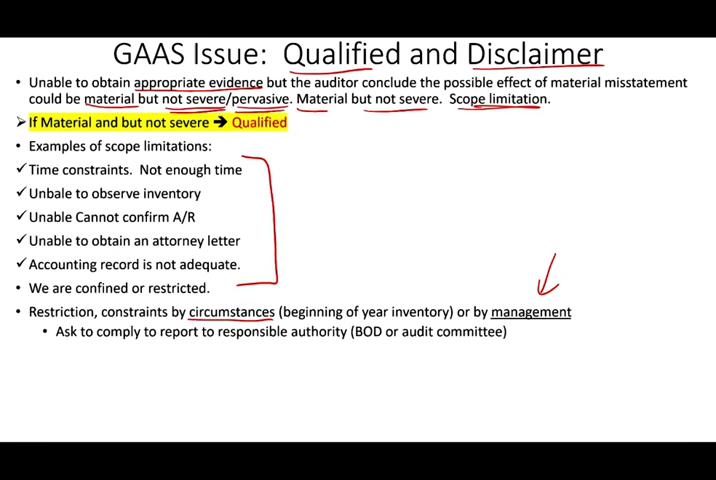 GAAS Issue: Qualified and Disclaimer
• Unable to obtain appropriate evidence but the auditor conclude the possible effect of material misstatement
could be material but not severe/pervasive. Material but not severe. Scope limitation.
➢ If Material and but not severe ➔ Qualified
• Examples of scope limitations:
✓ Time constraints. Not enough time
✓ Unbale to observe inventory
✓ Unable Cannot confirm A/R
✓ Unable to obtain an attorney letter
✓ Accounting record is not adequate.
• We are confined or restricted.
• Restriction, constraints by circumstances (beginning of year inventory) or by management
• Ask to comply to report to responsible authority (BOD or audit committee)